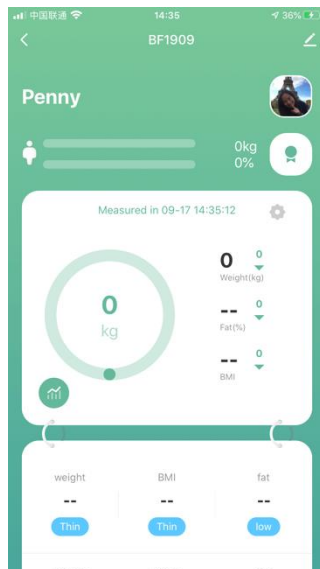 中国联通 14:35 36%
BF1909
Penny
0kg
0%
Measured in 09-17 14:35:12
0 0
Weight(kg)
0
kg
-- 0
Fat(%)
-- 0
BMI
weight BMI fat
-- -- --
Thin Thin low